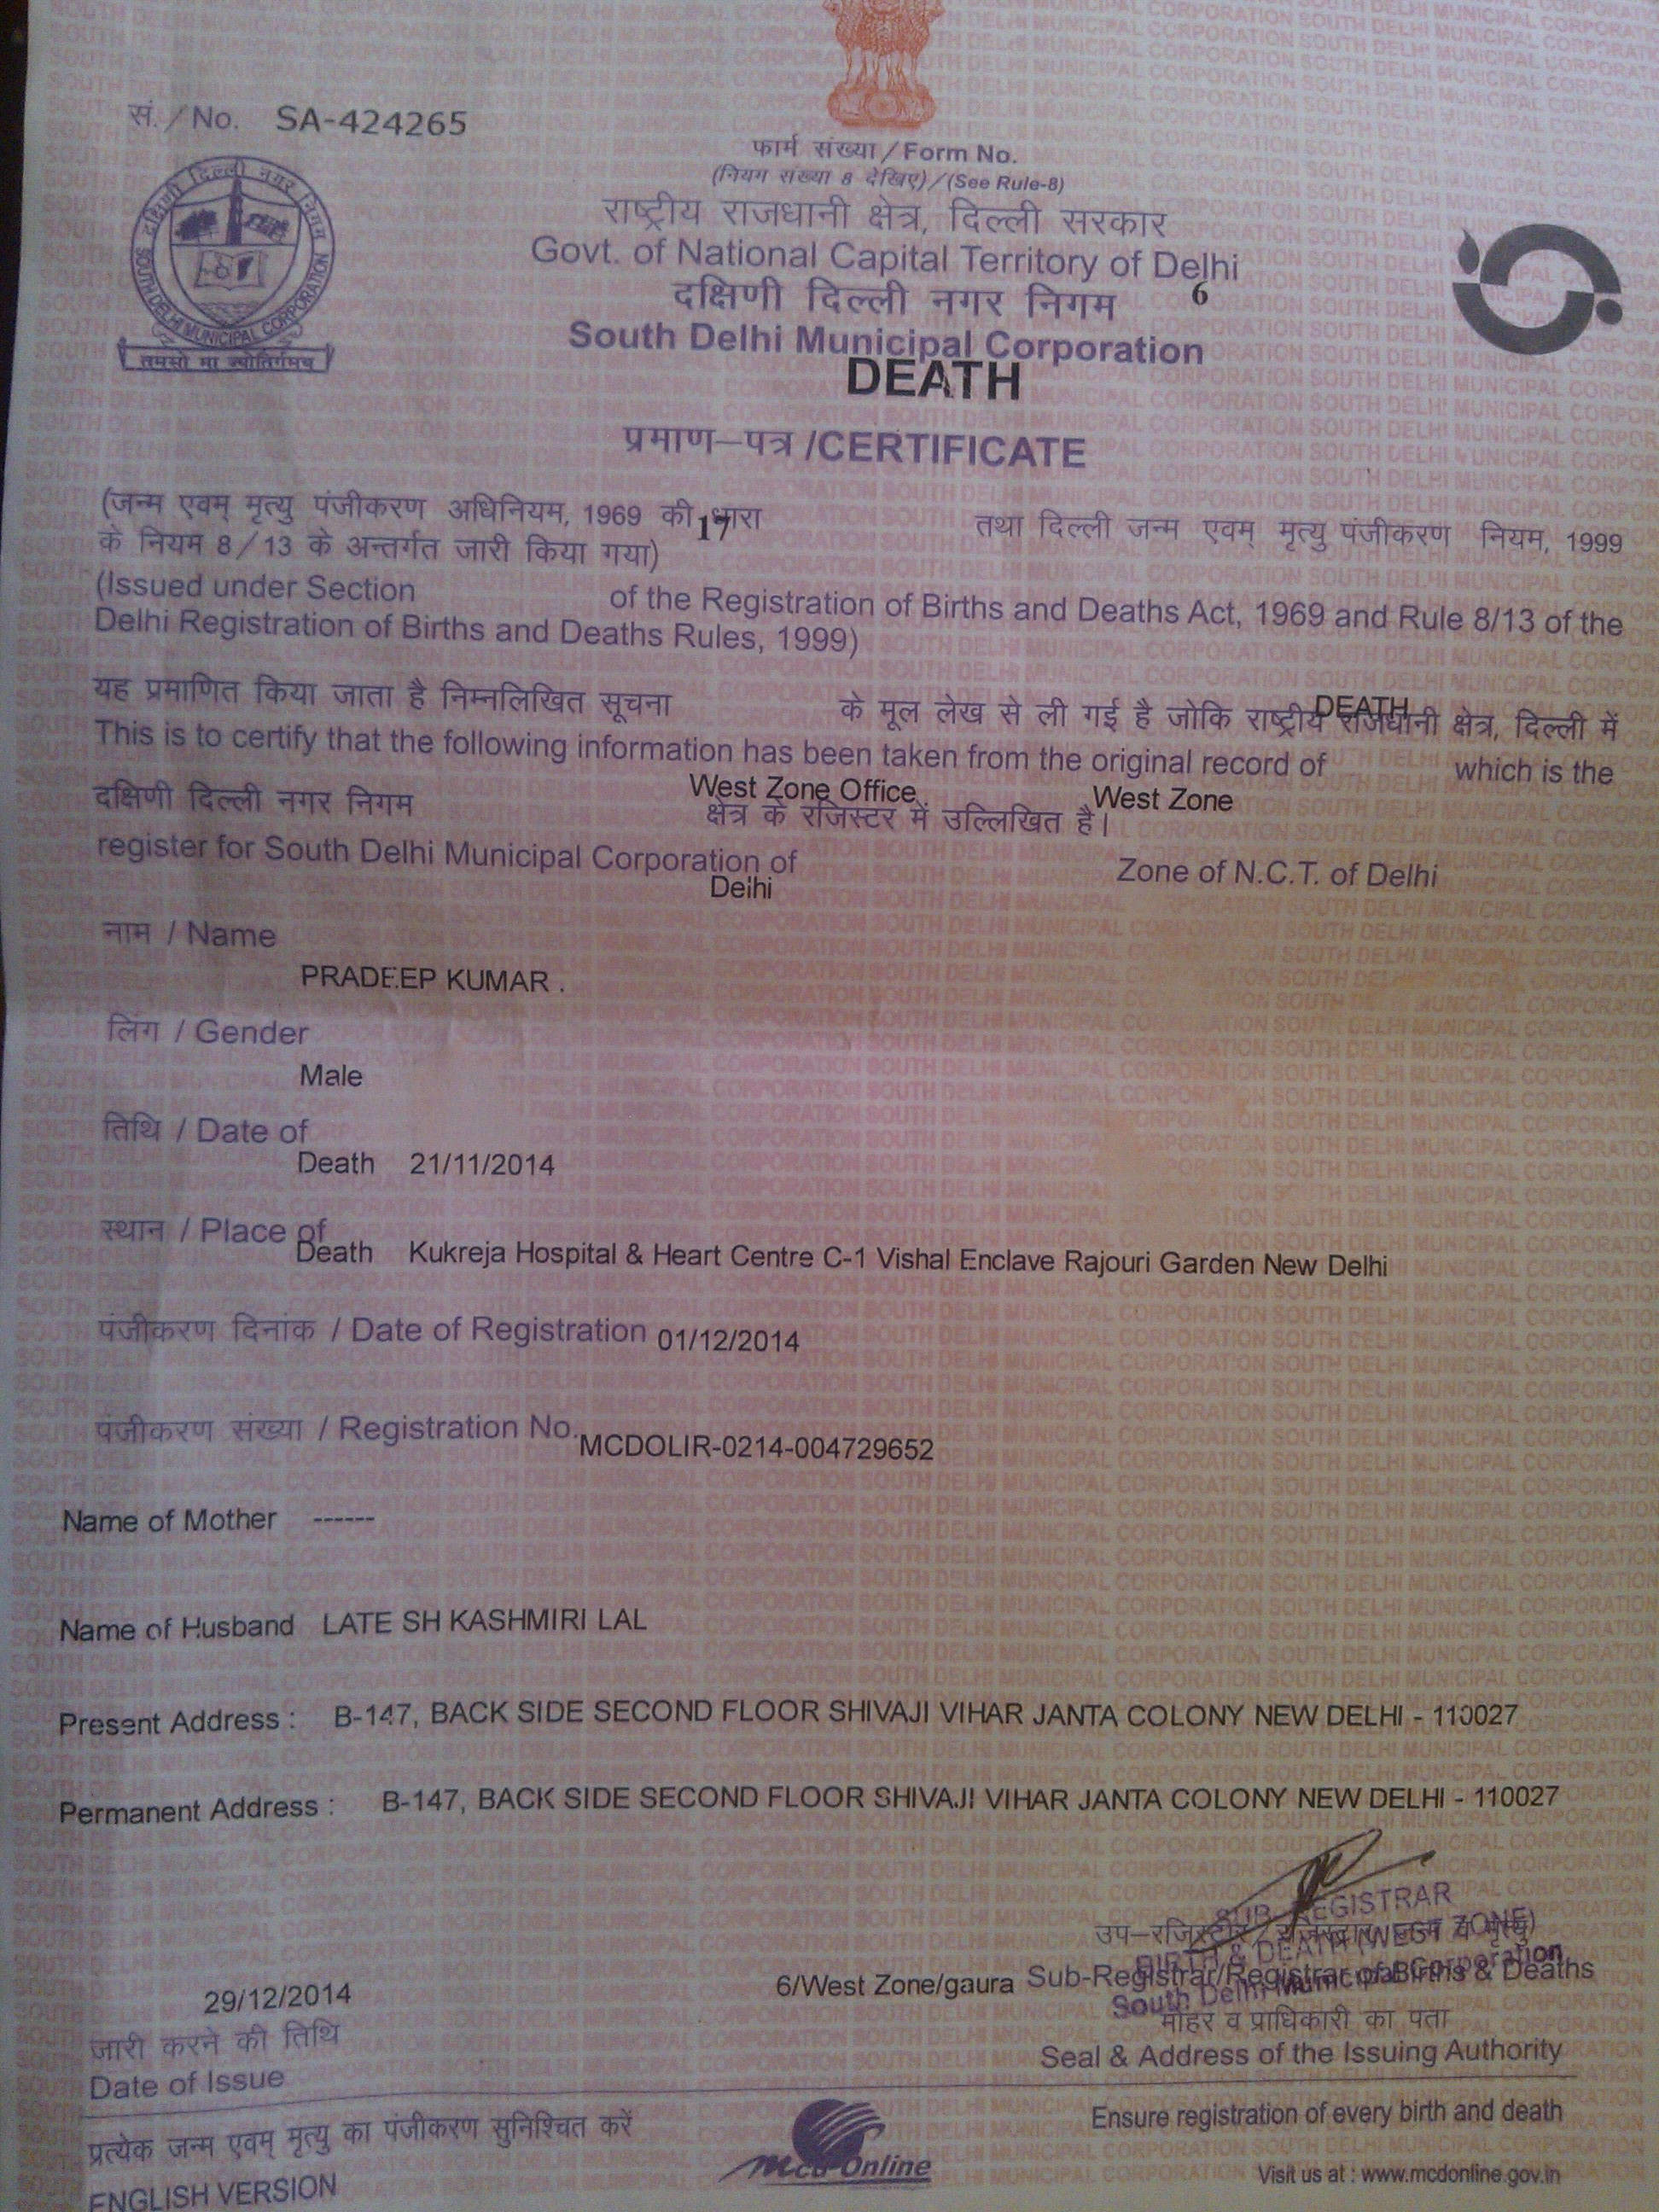 सं. / No. SA-424265
फार्म संख्या / Form No.
(नियम संख्या 8 देखिए) / (See Rule-8)
राष्ट्रीय राजधानी क्षेत्र, दिल्ली सरकार
Govt. of National Capital Territory of Delhi
6
दक्षिणी दिल्ली नगर निगम
South Delhi Municipal Corporation
दक्षिणी दिल्ली नगर निगम
SOUTH DELHI MUNICIPAL CORPORATION
तमसो मा ज्योतिर्गमय
DEATH
प्रमाण–पत्र /CERTIFICATE
(जन्म एवम् मृत्यु पंजीकरण अधिनियम, 1969 की धारा 17 तथा दिल्ली जन्म एवम् मृत्यु पंजीकरण नियम, 1999
के नियम 8/13 के अन्तर्गत जारी किया गया)
(Issued under Section of the Registration of Births and Deaths Act, 1969 and Rule 8/13 of the
Delhi Registration of Births and Deaths Rules, 1999)
यह प्रमाणित किया जाता है निम्नलिखित सूचना के मूल लेख से ली गई है जोकि राष्ट्रीय राजधानी क्षेत्र, दिल्ली में
DEATH
This is to certify that the following information has been taken from the original record of which is the
West Zone Office West Zone
दक्षिणी दिल्ली नगर निगम क्षेत्र के रजिस्टर में उल्लिखित है।
register for South Delhi Municipal Corporation of Zone of N.C.T. of Delhi
Delhi
नाम / Name
PRADEEP KUMAR .
लिंग / Gender
Male
तिथि / Date of
Death 21/11/2014
स्थान / Place of
Death Kukreja Hospital & Heart Centre C-1 Vishal Enclave Rajouri Garden New Delhi
पंजीकरण दिनांक / Date of Registration 01/12/2014
पंजीकरण संख्या / Registration No. MCDOLIR-0214-004729652
Name of Mother ------
Name of Husband LATE SH KASHMIRI LAL
Present Address : B-147, BACK SIDE SECOND FLOOR SHIVAJI VIHAR JANTA COLONY NEW DELHI - 110027
Permanent Address : B-147, BACK SIDE SECOND FLOOR SHIVAJI VIHAR JANTA COLONY NEW DELHI - 110027
SUB REGISTRAR
उप–रजिस्ट्रार / रजिस्ट्रार, जन्म व मृत्यु
BIRTH & DEATH (WEST ZONE)
6/West Zone/gaura Sub-Registrar/Registrar of Births & Deaths
South Delhi Municipal Corporation
मोहर व प्राधिकारी का पता
Seal & Address of the Issuing Authority
29/12/2014
जारी करने की तिथि
Date of Issue
प्रत्येक जन्म एवम् मृत्यु का पंजीकरण सुनिश्चित करें
ENGLISH VERSION
mcd Online
Ensure registration of every birth and death
Visit us at : www.mcdonline.gov.in